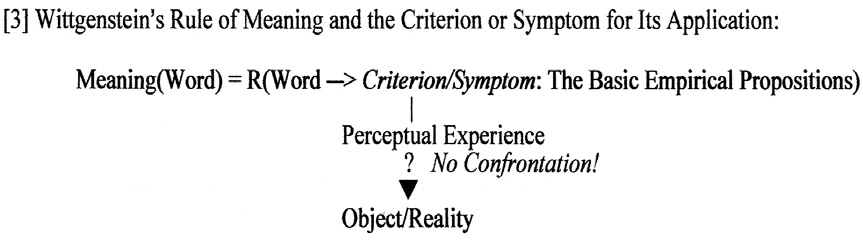 [3] Wittgenstein's Rule of Meaning and the Criterion or Symptom for Its Application:
Meaning(Word) = R(Word —> Criterion/Symptom: The Basic Empirical Propositions)
Perceptual Experience
? No Confrontation!
Object/Reality